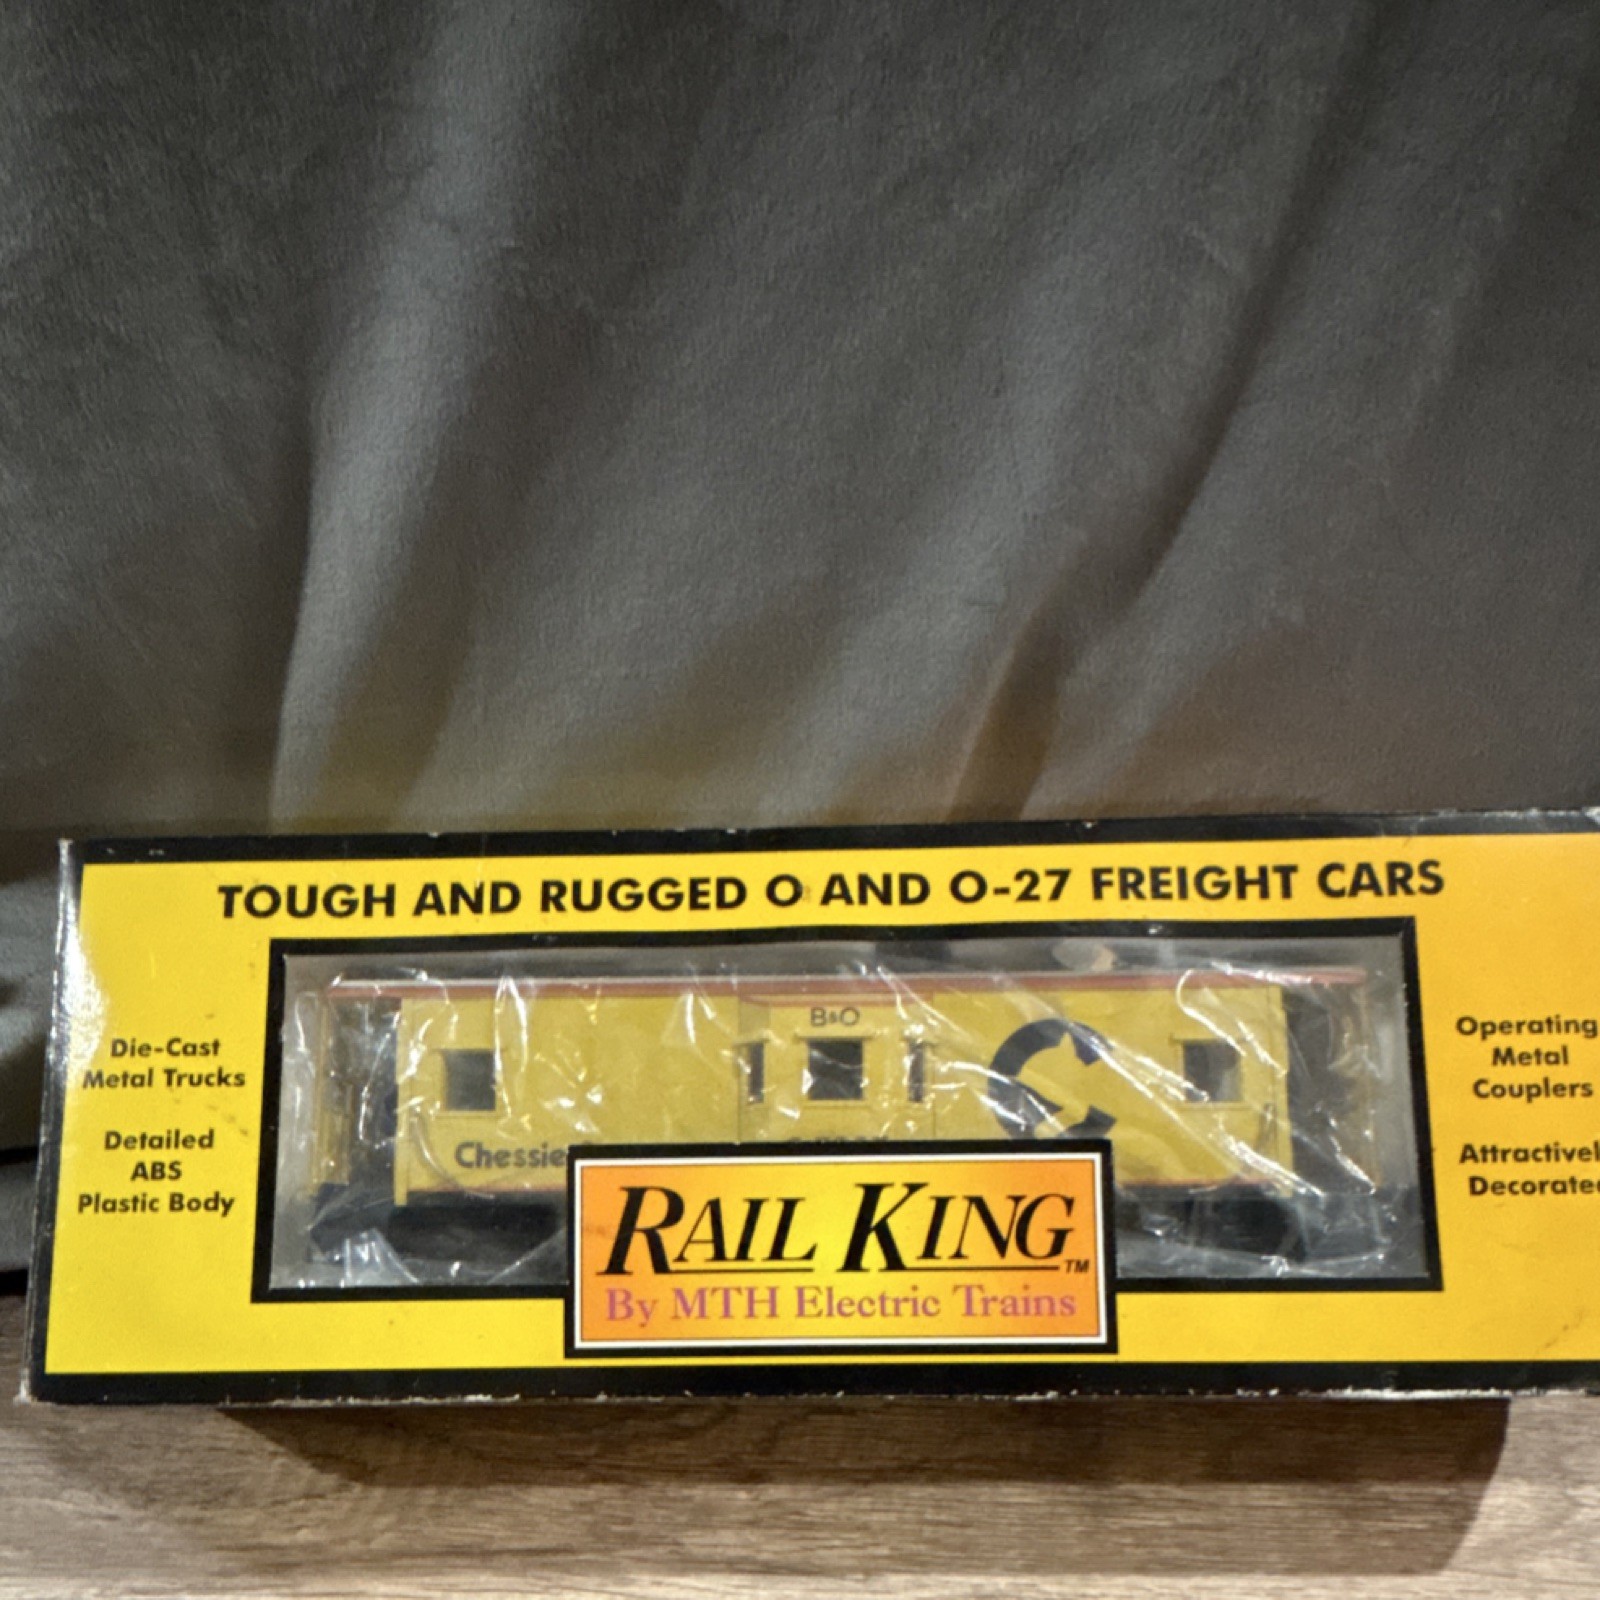 TOUGH AND RUGGED O AND O-27 FREIGHT CARS
Die-Cast
Metal Trucks
Detailed
ABS
Plastic Body
B&O
Chessie
Operating
Metal
Couplers
Attractivel
Decorate
RAIL KING TM
By MTH Electric Trains